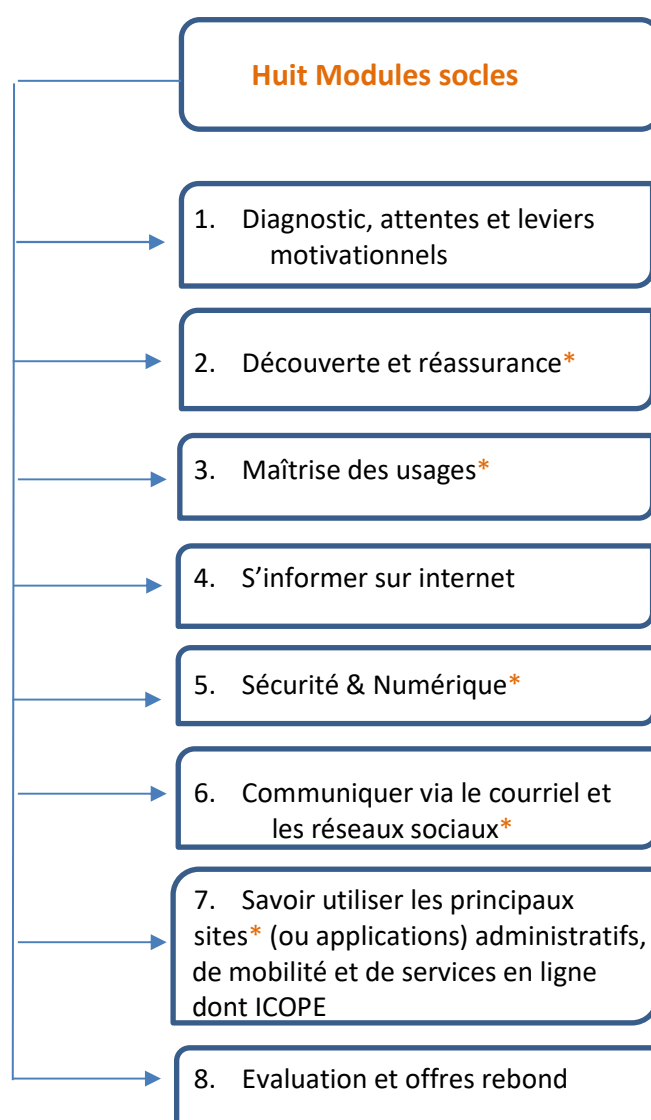 Huit Modules socles
1. Diagnostic, attentes et leviers
motivationnels
2. Découverte et réassurance*
3. Maîtrise des usages*
4. S’informer sur internet
5. Sécurité & Numérique*
6. Communiquer via le courriel et
les réseaux sociaux*
7. Savoir utiliser les principaux
sites* (ou applications) administratifs,
de mobilité et de services en ligne
dont ICOPE
8. Evaluation et offres rebond